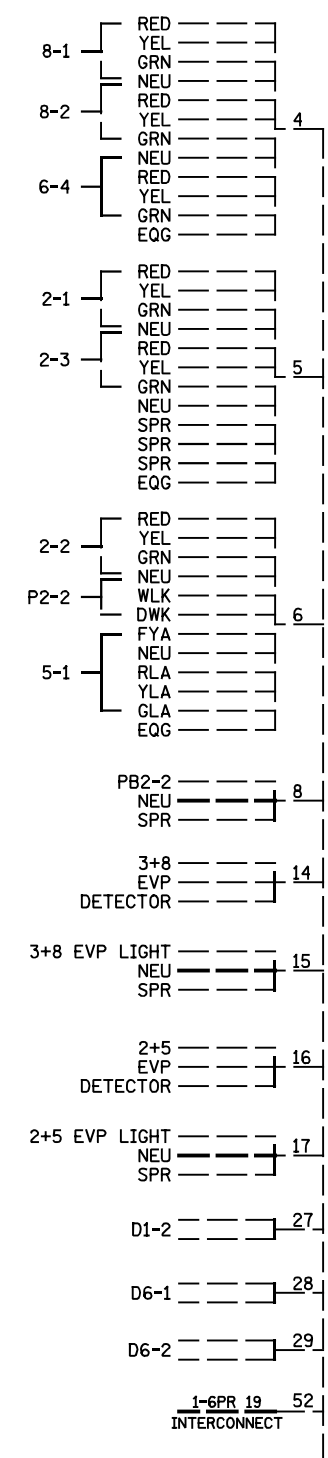 8-1
RED
YEL
GRN
NEU
8-2
RED
YEL
GRN
4
6-4
NEU
RED
YEL
GRN
EQG
2-1
RED
YEL
GRN
NEU
2-3
RED
YEL
GRN
5
NEU
SPR
SPR
SPR
EQG
2-2
RED
YEL
GRN
P2-2
NEU
WLK
DWK
6
5-1
FYA
NEU
RLA
YLA
GLA
EQG
PB2-2
NEU
SPR
8
3+8
EVP
DETECTOR
14
3+8 EVP LIGHT
NEU
SPR
15
2+5
EVP
DETECTOR
16
2+5 EVP LIGHT
NEU
SPR
17
D1-2
27
D6-1
28
D6-2
29
1-6PR 19
INTERCONNECT
52